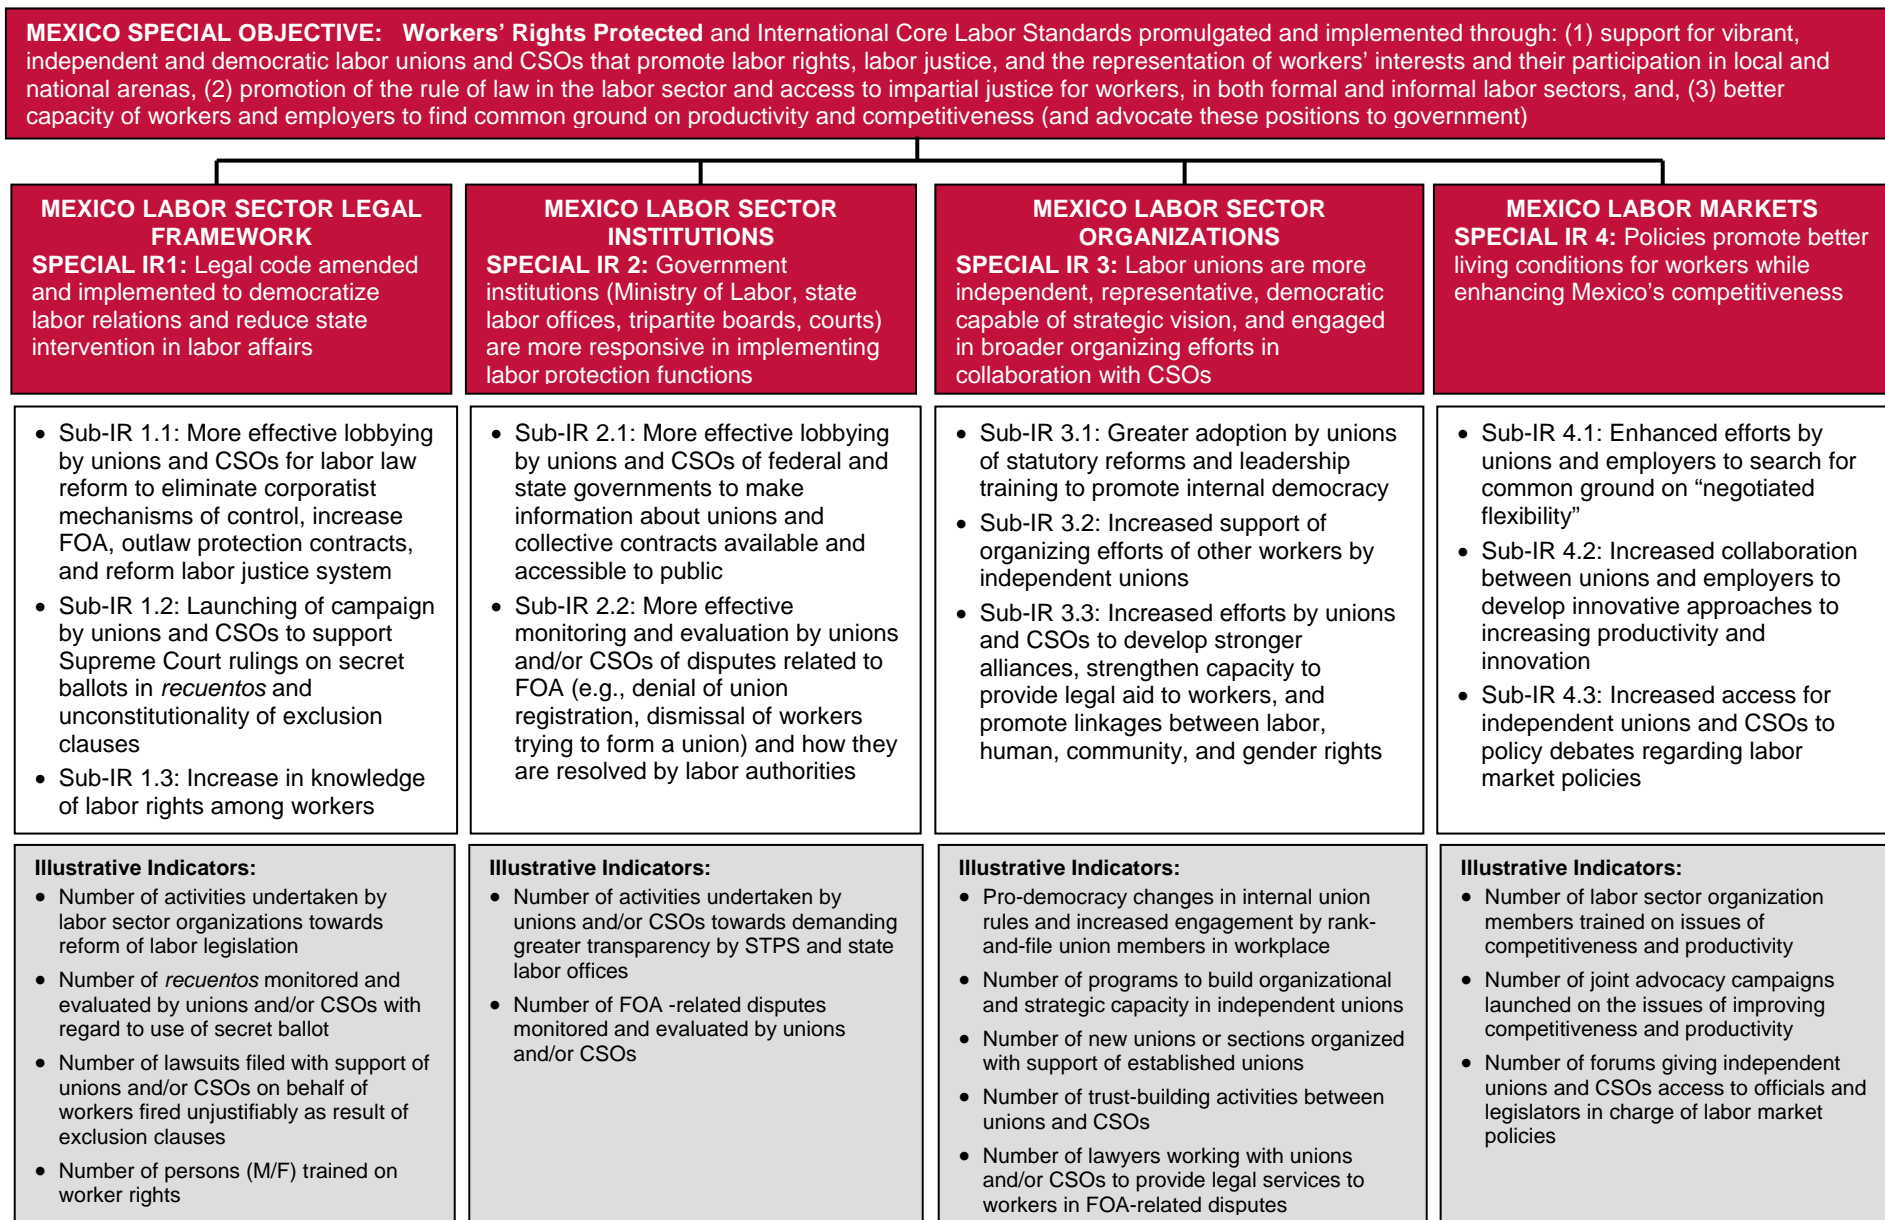 MEXICO SPECIAL OBJECTIVE: Workers’ Rights Protected and International Core Labor Standards promulgated and implemented through: (1) support for vibrant,
independent and democratic labor unions and CSOs that promote labor rights, labor justice, and the representation of workers’ interests and their participation in local and
national arenas, (2) promotion of the rule of law in the labor sector and access to impartial justice for workers, in both formal and informal labor sectors, and, (3) better
capacity of workers and employers to find common ground on productivity and competitiveness (and advocate these positions to government)
MEXICO LABOR SECTOR LEGAL
FRAMEWORK
SPECIAL IR1: Legal code amended
and implemented to democratize
labor relations and reduce state
intervention in labor affairs
MEXICO LABOR SECTOR
INSTITUTIONS
SPECIAL IR 2: Government
institutions (Ministry of Labor, state
labor offices, tripartite boards, courts)
are more responsive in implementing
labor protection functions
MEXICO LABOR SECTOR
ORGANIZATIONS
SPECIAL IR 3: Labor unions are more
independent, representative, democratic
capable of strategic vision, and engaged
in broader organizing efforts in
collaboration with CSOs
MEXICO LABOR MARKETS
SPECIAL IR 4: Policies promote better
living conditions for workers while
enhancing Mexico’s competitiveness
• Sub-IR 1.1: More effective lobbying
by unions and CSOs for labor law
reform to eliminate corporatist
mechanisms of control, increase
FOA, outlaw protection contracts,
and reform labor justice system
• Sub-IR 1.2: Launching of campaign
by unions and CSOs to support
Supreme Court rulings on secret
ballots in recuentos and
unconstitutionality of exclusion
clauses
• Sub-IR 1.3: Increase in knowledge
of labor rights among workers
• Sub-IR 2.1: More effective lobbying
by unions and CSOs of federal and
state governments to make
information about unions and
collective contracts available and
accessible to public
• Sub-IR 2.2: More effective
monitoring and evaluation by unions
and/or CSOs of disputes related to
FOA (e.g., denial of union
registration, dismissal of workers
trying to form a union) and how they
are resolved by labor authorities
• Sub-IR 3.1: Greater adoption by unions
of statutory reforms and leadership
training to promote internal democracy
• Sub-IR 3.2: Increased support of
organizing efforts of other workers by
independent unions
• Sub-IR 3.3: Increased efforts by unions
and CSOs to develop stronger
alliances, strengthen capacity to
provide legal aid to workers, and
promote linkages between labor,
human, community, and gender rights
• Sub-IR 4.1: Enhanced efforts by
unions and employers to search for
common ground on “negotiated
flexibility”
• Sub-IR 4.2: Increased collaboration
between unions and employers to
develop innovative approaches to
increasing productivity and
innovation
• Sub-IR 4.3: Increased access for
independent unions and CSOs to
policy debates regarding labor
market policies
Illustrative Indicators:
• Number of activities undertaken by
labor sector organizations towards
reform of labor legislation
• Number of recuentos monitored and
evaluated by unions and/or CSOs with
regard to use of secret ballot
• Number of lawsuits filed with support of
unions and/or CSOs on behalf of
workers fired unjustifiably as result of
exclusion clauses
• Number of persons (M/F) trained on
worker rights
Illustrative Indicators:
• Number of activities undertaken by
unions and/or CSOs towards demanding
greater transparency by STPS and state
labor offices
• Number of FOA -related disputes
monitored and evaluated by unions
and/or CSOs
Illustrative Indicators:
• Pro-democracy changes in internal union
rules and increased engagement by rank-
and-file union members in workplace
• Number of programs to build organizational
and strategic capacity in independent unions
• Number of new unions or sections organized
with support of established unions
• Number of trust-building activities between
unions and CSOs
• Number of lawyers working with unions
and/or CSOs to provide legal services to
workers in FOA-related disputes
Illustrative Indicators:
• Number of labor sector organization
members trained on issues of
competitiveness and productivity
• Number of joint advocacy campaigns
launched on the issues of improving
competitiveness and productivity
• Number of forums giving independent
unions and CSOs access to officials and
legislators in charge of labor market
policies